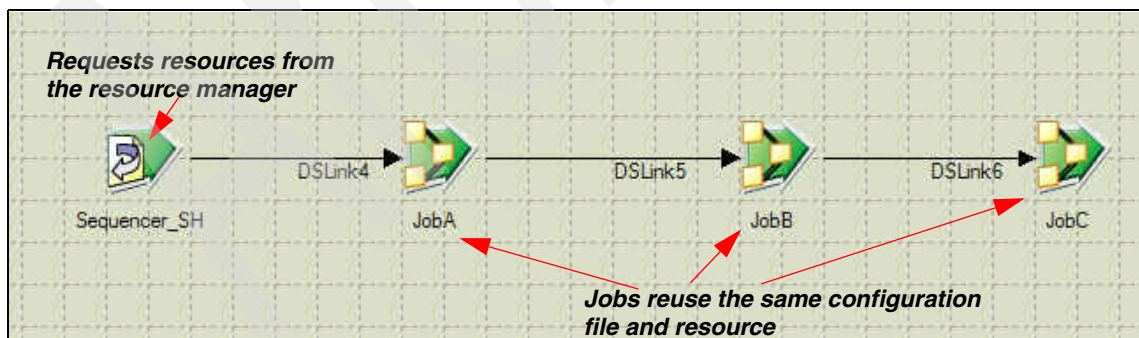 Requests resources from
the resource manager
DSLink4
DSLink5
DSLink6
Sequencer_SH
JobA
JobB
JobC
Jobs reuse the same configuration
file and resource